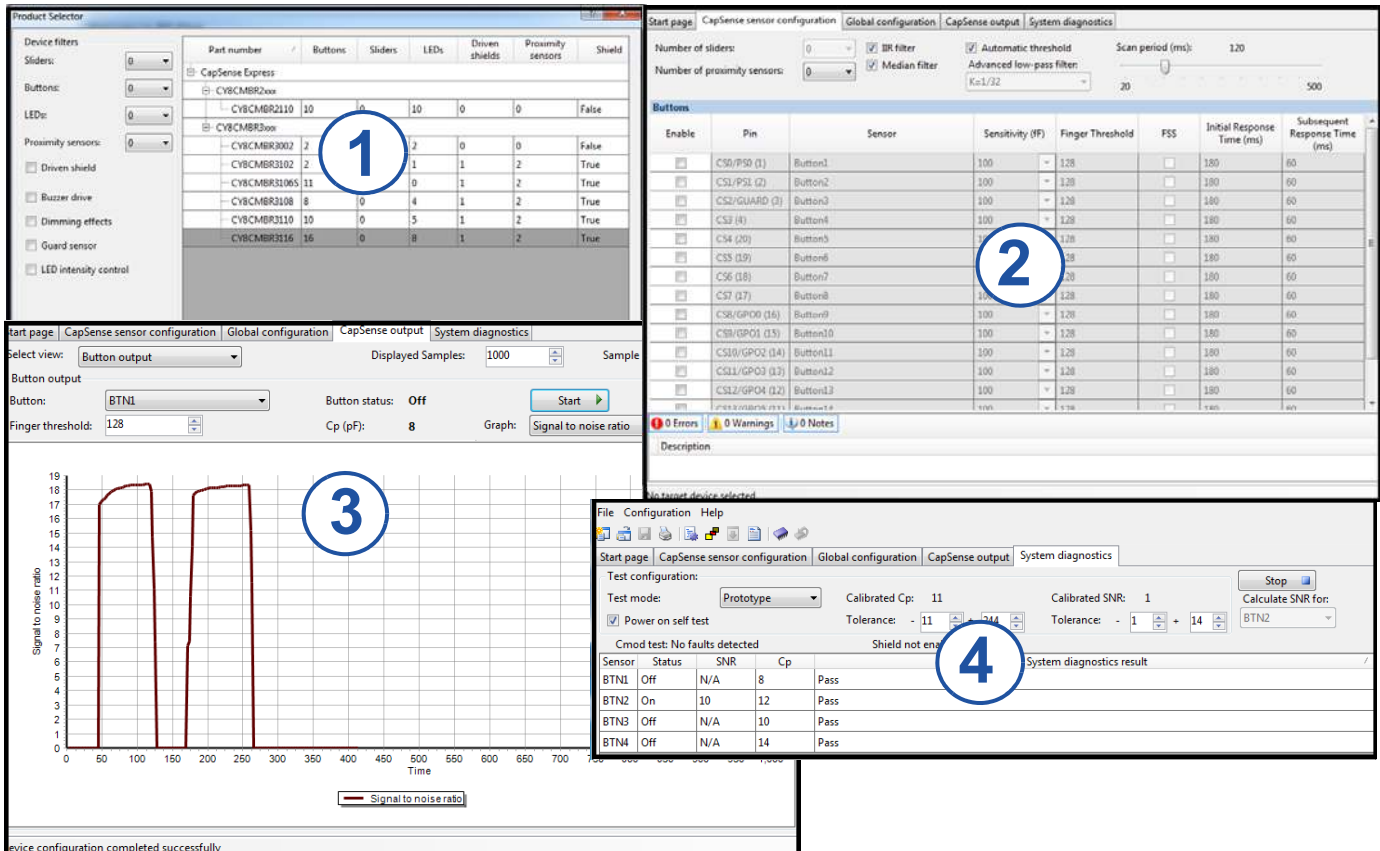 Product Selector
Device filters
Sliders: 0
Buttons: 0
LEDs: 0
Proximity sensors: 0
Driven shield
Buzzer drive
Dimming effects
Guard sensor
LED intensity control
Part number Buttons Sliders LEDs Driven shields Proximity sensors Shield
CapSense Express
CY8CMBR2xxx
CY8CMBR2110 10 0 10 0 0 False
CY8CMBR3xxx
CY8CMBR3002 2 2 0 0 False
CY8CMBR3102 2 1 1 2 True
CY8CMBR3106S 11 0 1 2 True
CY8CMBR3108 8 0 4 1 2 True
CY8CMBR3110 10 0 5 1 2 True
CY8CMBR3116 16 0 8 1 2 True
1
Start page CapSense sensor configuration Global configuration CapSense output System diagnostics
Number of sliders: 0 IIR filter Automatic threshold Scan period (ms): 120
Number of proximity sensors: 0 Median filter Advanced low-pass filter:
K=1/32 20 500
Buttons
Enable Pin Sensor Sensitivity (fF) Finger Threshold FSS Initial Response Time (ms) Subsequent Response Time (ms)
CS0/PS0 (1) Button1 100 128 180 60
CS1/PS1 (2) Button2 100 128 180 60
CS2/GUARD (3) Button3 100 128 180 60
CS3 (4) Button4 100 128 180 60
CS4 (20) Button5 128 180 60
CS5 (19) Button6 128 180 60
CS6 (18) Button7 128 180 60
CS7 (17) Button8 100 128 180 60
CS8/GPO0 (16) Button9 100 128 180 60
CS9/GPO1 (15) Button10 100 128 180 60
CS10/GPO2 (14) Button11 100 128 180 60
CS11/GPO3 (13) Button12 100 128 180 60
CS12/GPO4 (12) Button13 100 128 180 60
CS13/GPO5 (11) Button14 100 128 180 60
2
0 Errors 0 Warnings 0 Notes
Description
No target device selected
Start page CapSense sensor configuration Global configuration CapSense output System diagnostics
Select view: Button output Displayed Samples: 1000 Sample
Button output
Button: BTN1 Button status: Off Start
Finger threshold: 128 Cp (pF): 8 Graph: Signal to noise ratio
3
Signal to noise ratio
19
18
17
16
15
14
13
12
11
10
9
8
7
6
5
4
3
2
1
0
0 50 100 150 200 250 300 350 400 450 500 550 600 650 700
Time
Signal to noise ratio
evice configuration completed successfully
File Configuration Help
Start page CapSense sensor configuration Global configuration CapSense output System diagnostics
Test configuration:
Stop
Test mode: Prototype Calibrated Cp: 11 Calibrated SNR: 1 Calculate SNR for:
Power on self test Tolerance: - 11 + 244 Tolerance: - 1 + 14 BTN2
Cmod test: No faults detected Shield not
4
Sensor Status SNR Cp System diagnostics result
BTN1 Off N/A 8 Pass
BTN2 On 10 12 Pass
BTN3 Off N/A 10 Pass
BTN4 Off N/A 14 Pass